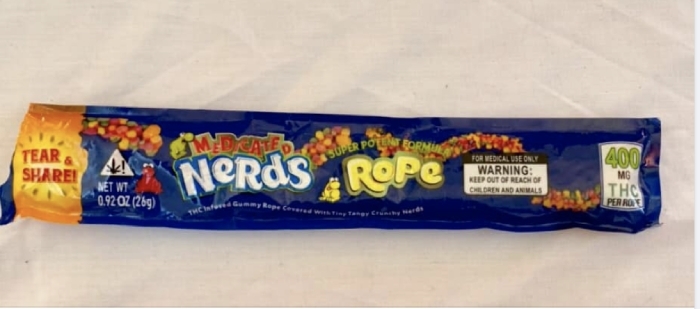 TEAR &
SHARE!
NET WT
0.92 OZ (26g)
MEDICATED
NERDS
SUPER POTENT FORMULA
ROPE
THC Infused Gummy Rope Covered With Tiny Tangy Crunchy Nerds
FOR MEDICAL USE ONLY
WARNING:
KEEP OUT OF REACH OF
CHILDREN AND ANIMALS
400
MG
THC
PER ROPE